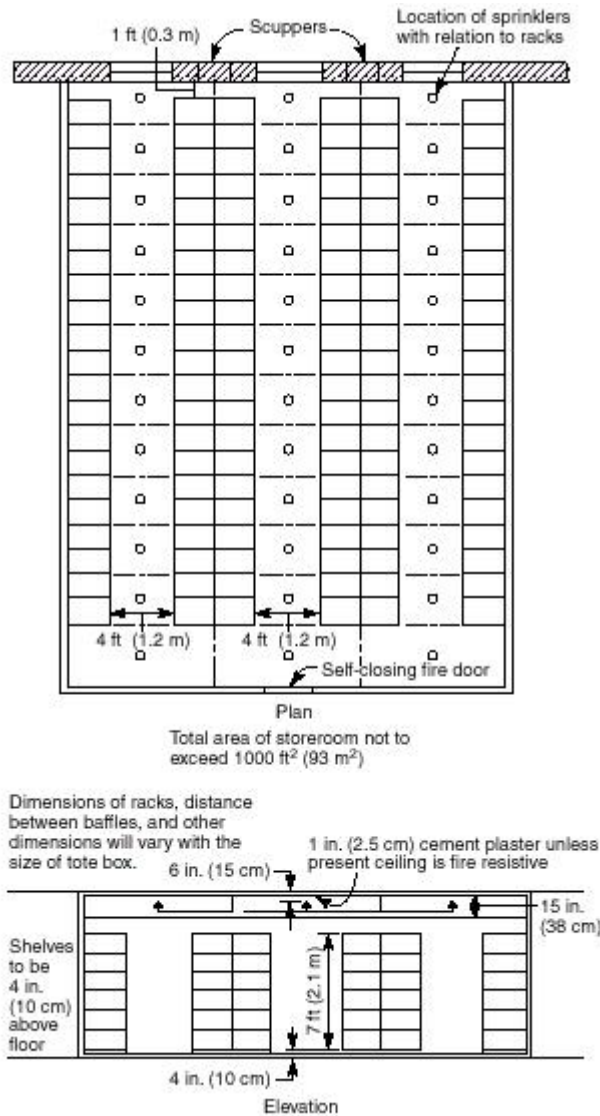 1 ft (0.3 m)
Scuppers
Location of sprinklers
with relation to racks
4 ft (1.2 m)
4 ft (1.2 m)
Self-closing fire door
Plan
Total area of storeroom not to
exceed 1000 ft² (93 m²)
Dimensions of racks, distance
between baffles, and other
dimensions will vary with the
size of tote box.
6 in. (15 cm)
1 in. (2.5 cm) cement plaster unless
present ceiling is fire resistive
15 in.
(38 cm)
Shelves
to be
4 in.
(10 cm)
above
floor
7 ft (2.1 m)
4 in. (10 cm)
Elevation